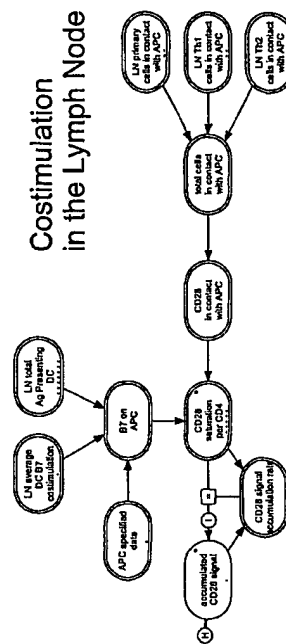 Costimulation
in the Lymph Node
LN total
Ag Presenting
DC
LN average
DC B7
costimulation
B7 on
APC
APC specified
data
LN primary
cells in contact
with APC
LN Th1
cells in contact
with APC
LN Th2
cells in contact
with APC
total cells
in contact
with APC
CD28
in contact
with APC
CD28
saturation
per CD4
=
I
accumulated
CD28 signal
CD28 signal
accumulation rate
H